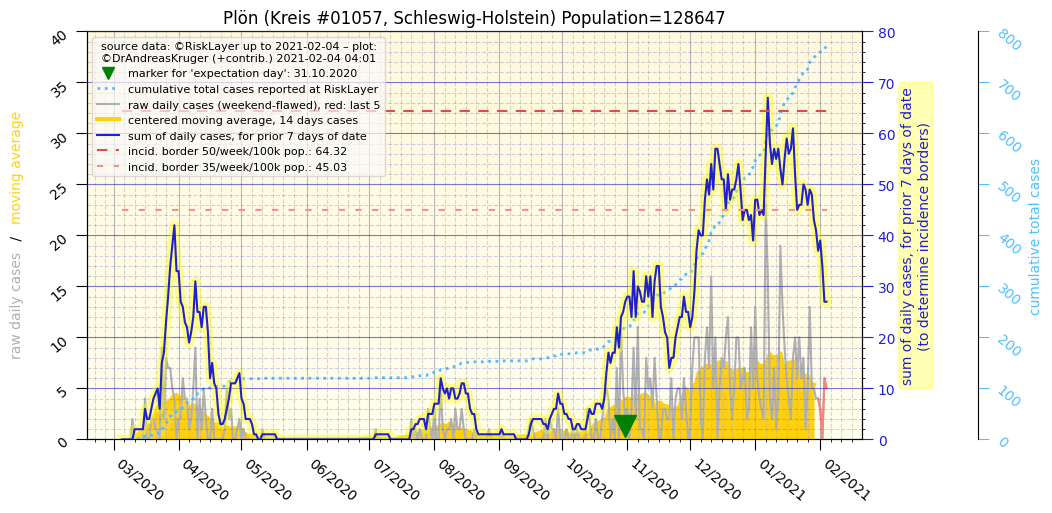 Plön (Kreis #01057, Schleswig-Holstein) Population=128647
source data: ©RiskLayer up to 2021-02-04 – plot:
©DrAndreasKruger (+contrib.) 2021-02-04 04:01
marker for 'expectation day': 31.10.2020
cumulative total cases reported at RiskLayer
raw daily cases (weekend-flawed), red: last 5
centered moving average, 14 days cases
sum of daily cases, for prior 7 days of date
incid. border 50/week/100k pop.: 64.32
incid. border 35/week/100k pop.: 45.03
raw daily cases / moving average
40
35
30
25
20
15
10
5
0
80
70
60
50
40
30
20
10
0
sum of daily cases, for prior 7 days of date
(to determine incidence borders)
800
700
600
500
400
300
200
100
0
cumulative total cases
03/2020
04/2020
05/2020
06/2020
07/2020
08/2020
09/2020
10/2020
11/2020
12/2020
01/2021
02/2021